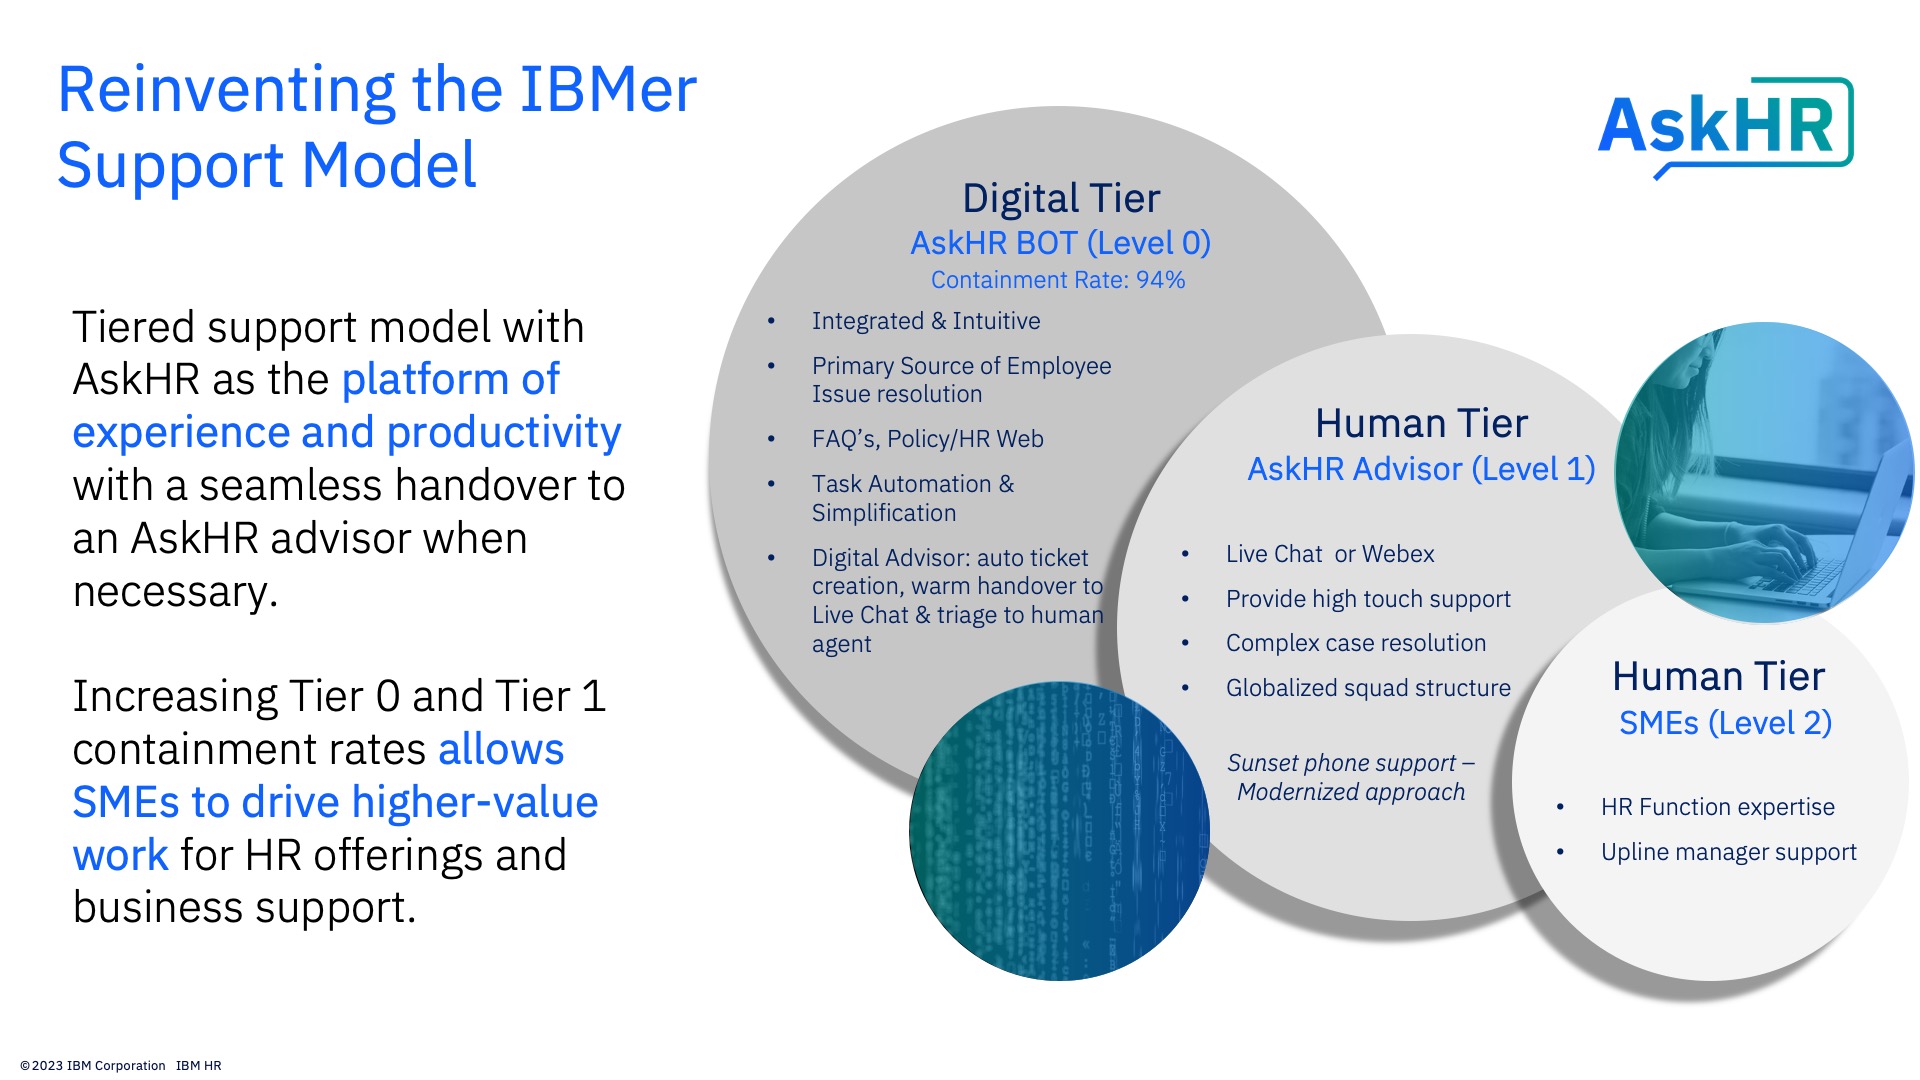 Reinventing the IBMer
Support Model
AskHR
Tiered support model with
AskHR as the platform of
experience and productivity
with a seamless handover to
an AskHR advisor when
necessary.
Increasing Tier 0 and Tier 1
containment rates allows
SMEs to drive higher-value
work for HR offerings and
business support.
Digital Tier
AskHR BOT (Level 0)
Containment Rate: 94%
• Integrated & Intuitive
• Primary Source of Employee
Issue resolution
• FAQ’s, Policy/HR Web
• Task Automation &
Simplification
• Digital Advisor: auto ticket
creation, warm handover to
Live Chat & triage to human
agent
Human Tier
AskHR Advisor (Level 1)
• Live Chat  or Webex
• Provide high touch support
• Complex case resolution
• Globalized squad structure
Sunset phone support –
Modernized approach
Human Tier
SMEs (Level 2)
• HR Function expertise
• Upline manager support
©2023 IBM Corporation   IBM HR